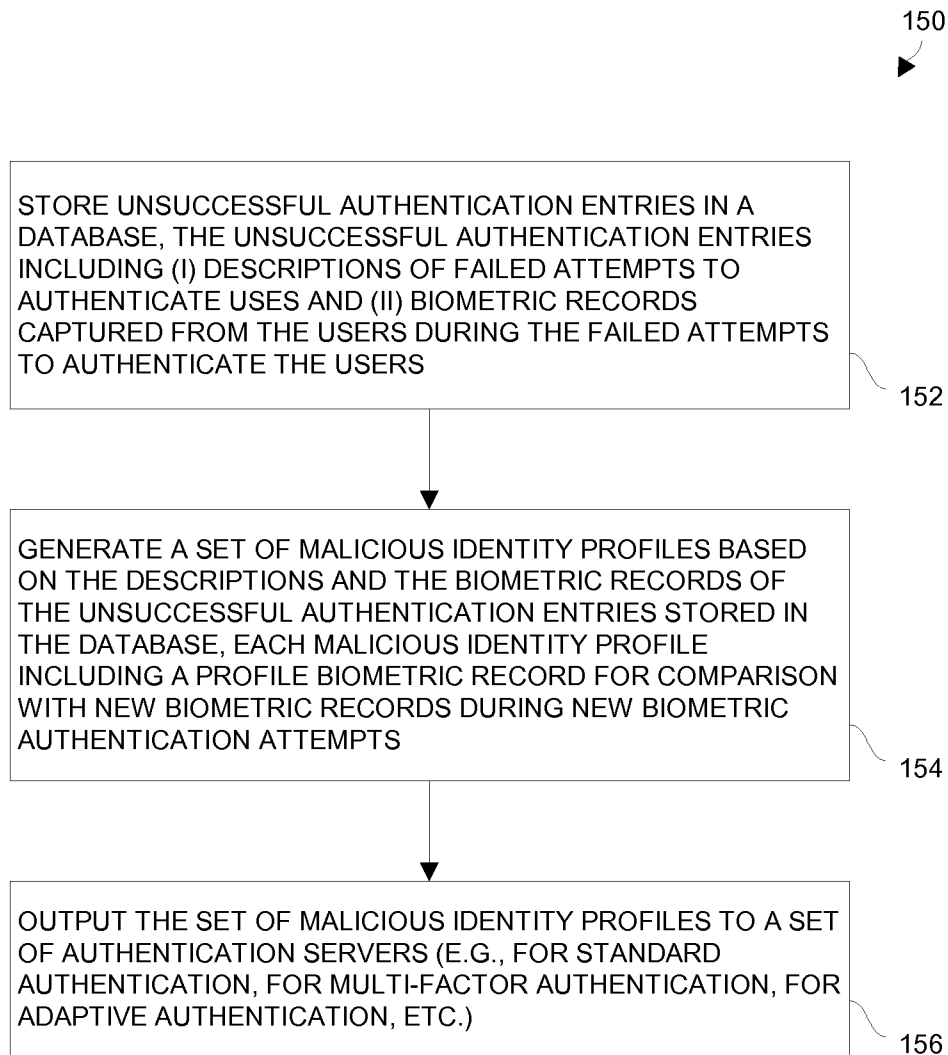 150
STORE UNSUCCESSFUL AUTHENTICATION ENTRIES IN A
DATABASE, THE UNSUCCESSFUL AUTHENTICATION ENTRIES
INCLUDING (I) DESCRIPTIONS OF FAILED ATTEMPTS TO
AUTHENTICATE USES AND (II) BIOMETRIC RECORDS
CAPTURED FROM THE USERS DURING THE FAILED ATTEMPTS
TO AUTHENTICATE THE USERS
152
GENERATE A SET OF MALICIOUS IDENTITY PROFILES BASED
ON THE DESCRIPTIONS AND THE BIOMETRIC RECORDS OF
THE UNSUCCESSFUL AUTHENTICATION ENTRIES STORED IN
THE DATABASE, EACH MALICIOUS IDENTITY PROFILE
INCLUDING A PROFILE BIOMETRIC RECORD FOR COMPARISON
WITH NEW BIOMETRIC RECORDS DURING NEW BIOMETRIC
AUTHENTICATION ATTEMPTS
154
OUTPUT THE SET OF MALICIOUS IDENTITY PROFILES TO A SET
OF AUTHENTICATION SERVERS (E.G., FOR STANDARD
AUTHENTICATION, FOR MULTI-FACTOR AUTHENTICATION, FOR
ADAPTIVE AUTHENTICATION, ETC.)
156